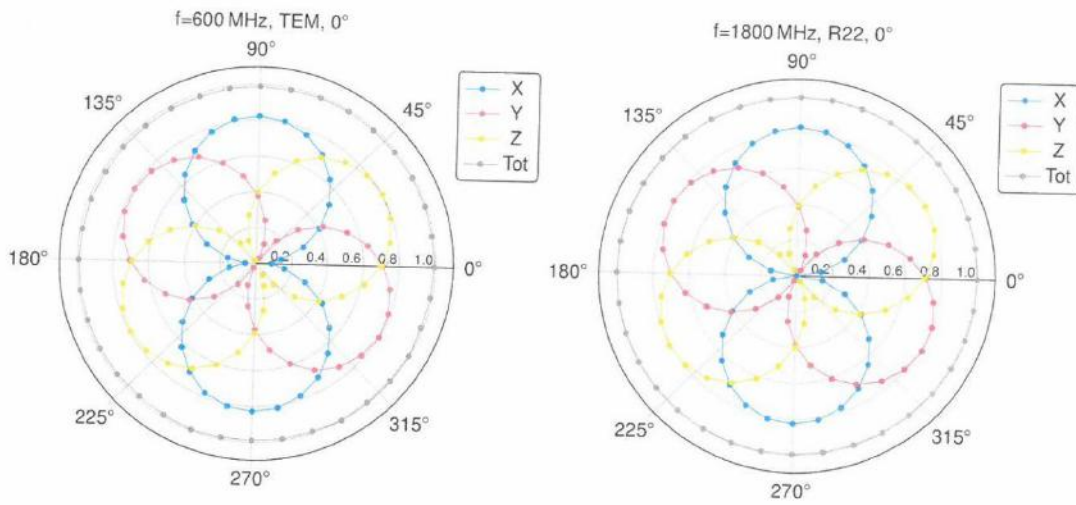 f=600 MHz, TEM, 0°
90°
135°
45°
X
Y
Z
Tot
180°
0.2 0.4 0.6 0.8 1.0
0°
225°
315°
270°
f=1800 MHz, R22, 0°
90°
135°
45°
X
Y
Z
Tot
180°
0.2 0.4 0.6 0.8 1.0
0°
225°
315°
270°